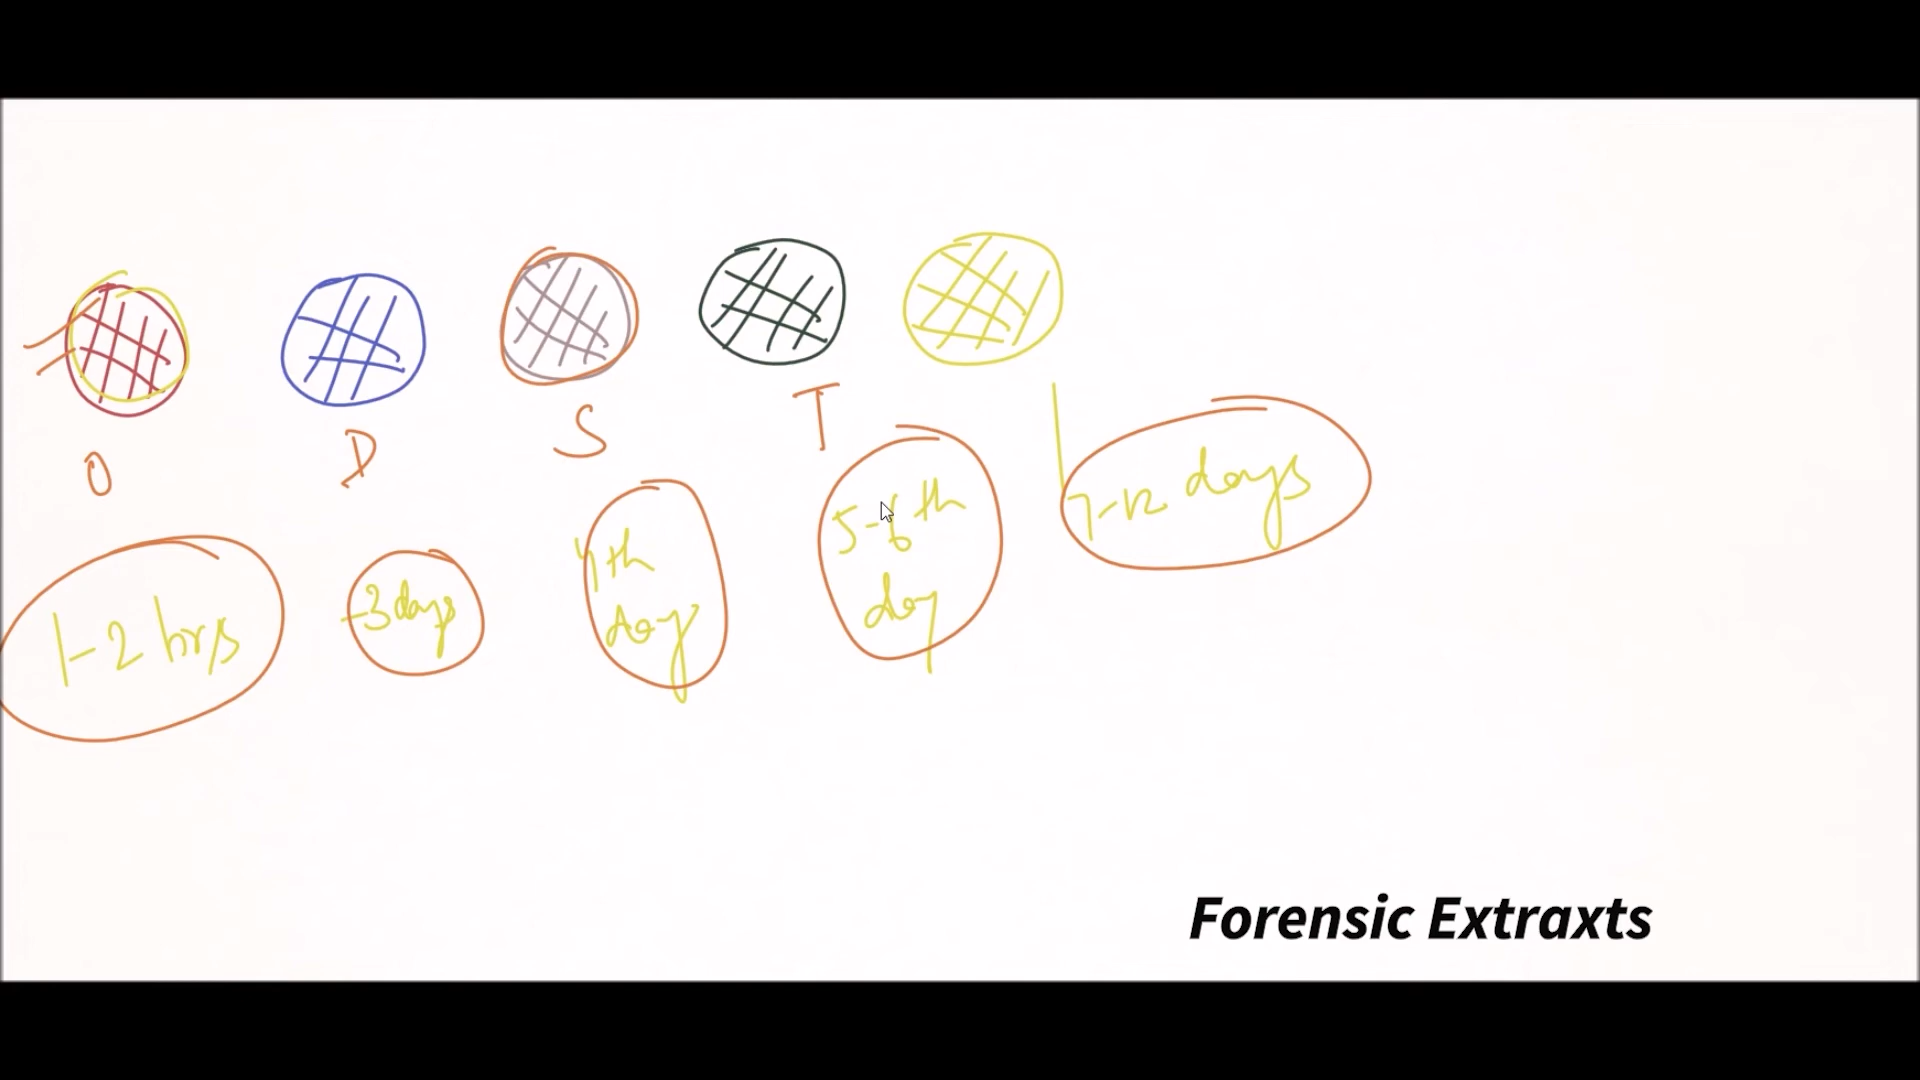 O D S T
1-2 hrs
-3 days
4th
day
5-6th
day
7-12 days
Forensic Extraxts